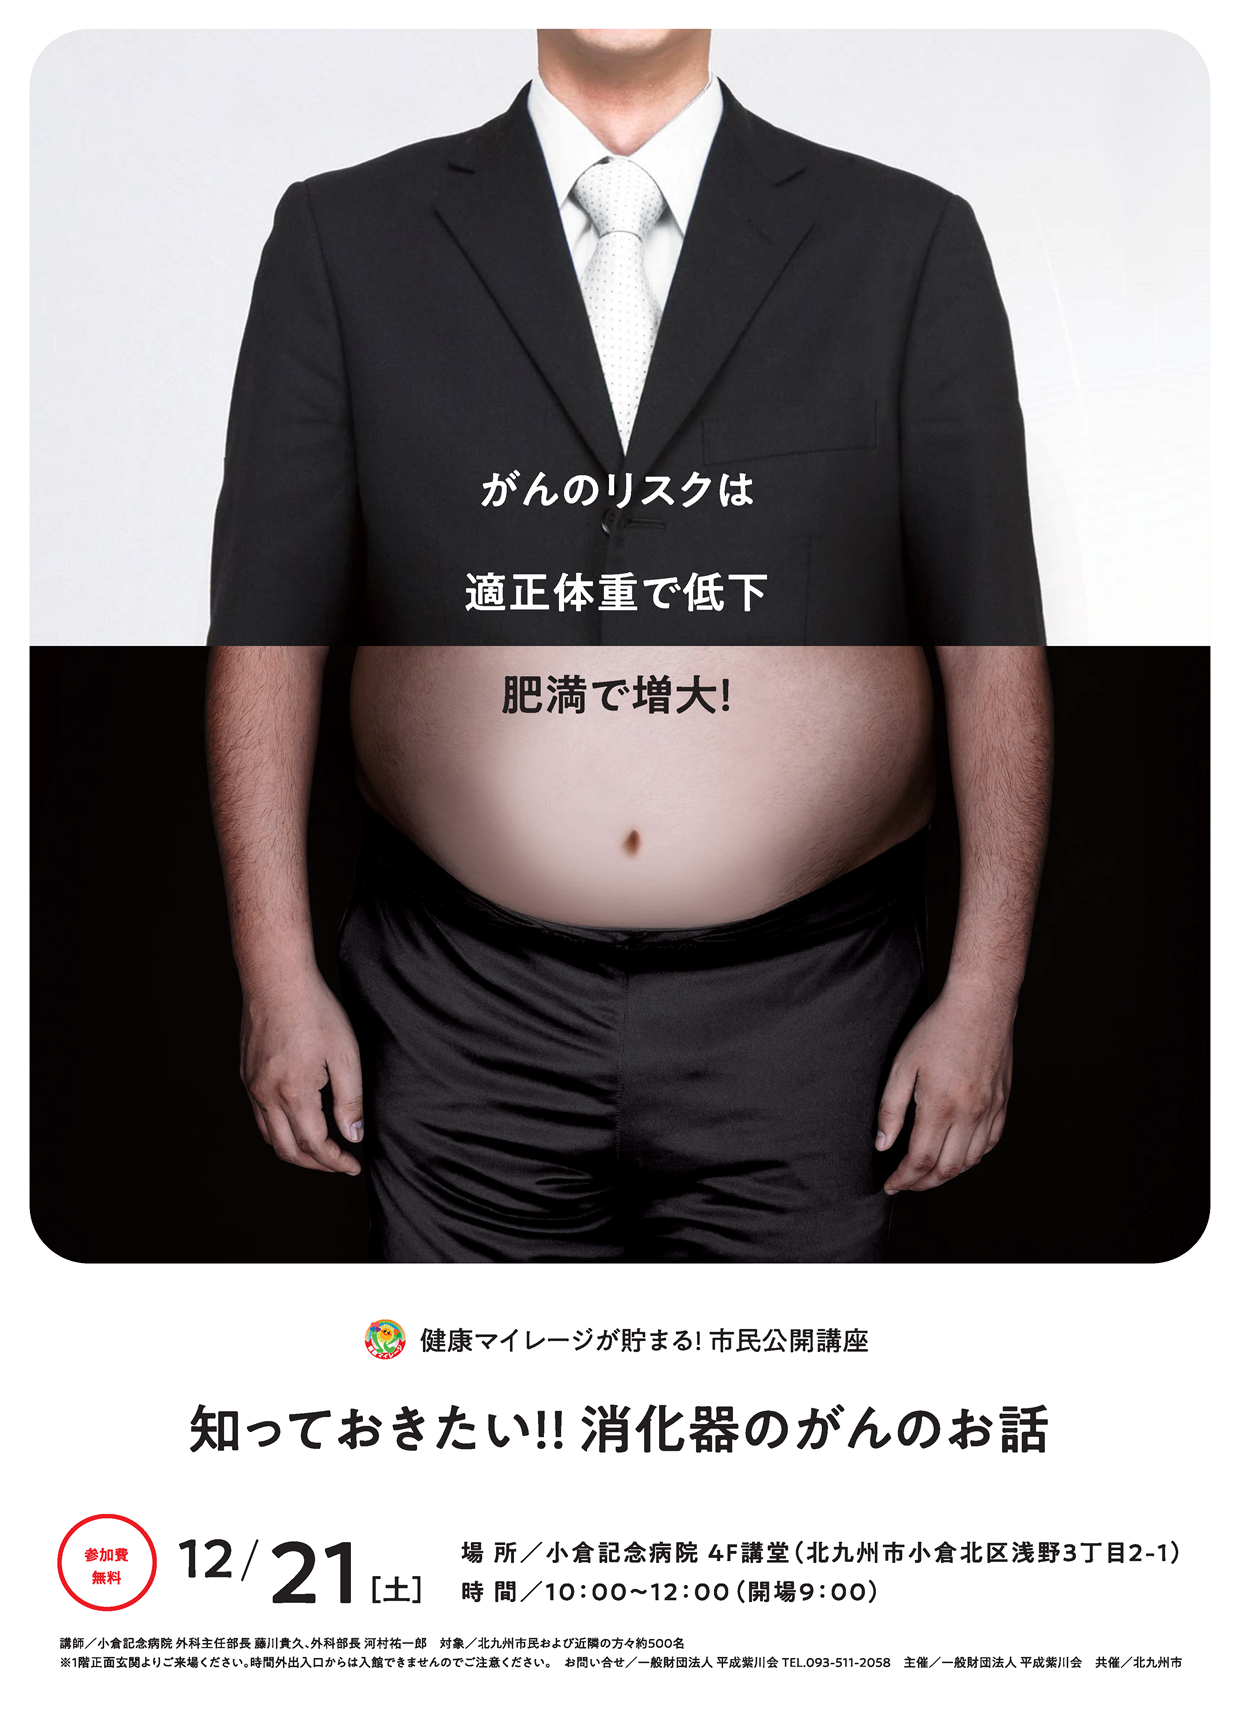 がんのリスクは
適正体重で低下
肥満で増大!
健康マイレージが貯まる! 市民公開講座
知っておきたい!! 消化器のがんのお話
参加費
無料
12/21[土]
場 所／小倉記念病院 4F講堂(北九州市小倉北区浅野3丁目2-1)
時 間／10:00~12:00(開場9:00)
講師／小倉記念病院 外科主任部長 藤川貴久、外科部長 河村祐一郎　対象／北九州市民および近隣の方々約500名
※1階正面玄関よりご来場ください。時間外出入口からは入館できませんのでご注意ください。　お問い合せ／一般財団法人 平成紫川会 TEL.093-511-2058　主催／一般財団法人 平成紫川会　共催／北九州市